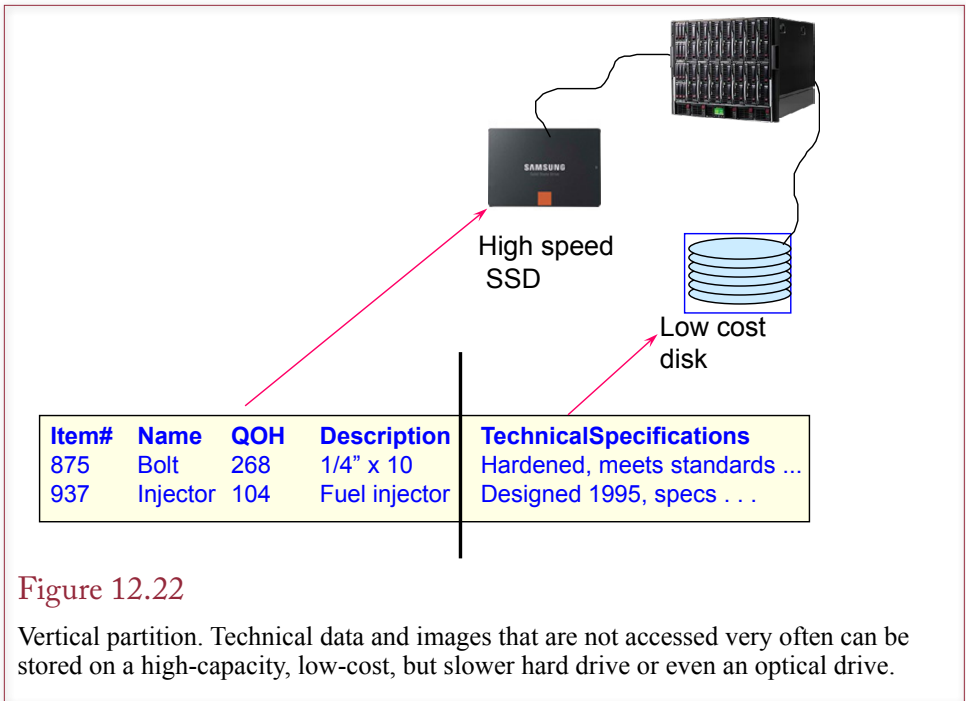 SAMSUNG
High speed
SSD
Low cost
disk
Item# Name QOH Description TechnicalSpecifications
875 Bolt 268 1/4” x 10 Hardened, meets standards ...
937 Injector 104 Fuel injector Designed 1995, specs . . .
Figure 12.22
Vertical partition. Technical data and images that are not accessed very often can be
stored on a high-capacity, low-cost, but slower hard drive or even an optical drive.